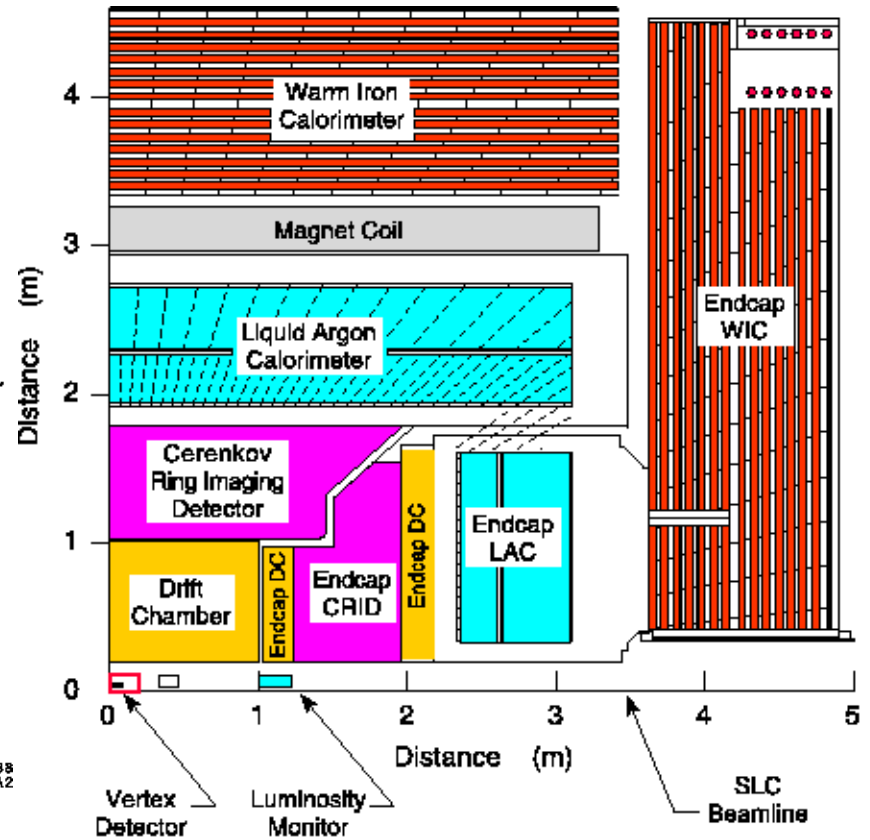 Warm Iron
Calorimeter
4
Magnet Coil
3
Distance (m)
Liquid Argon
Calorimeter
Endcap
WIC
2
Cerenkov
Ring Imaging
Detector
Endcap DC
Endcap
LAC
1
Drift
Chamber
Endcap DC
Endcap
CRID
0
0
1
2
3
4
5
Distance (m)
Vertex
Detector
Luminosity
Monitor
SLC
Beamline